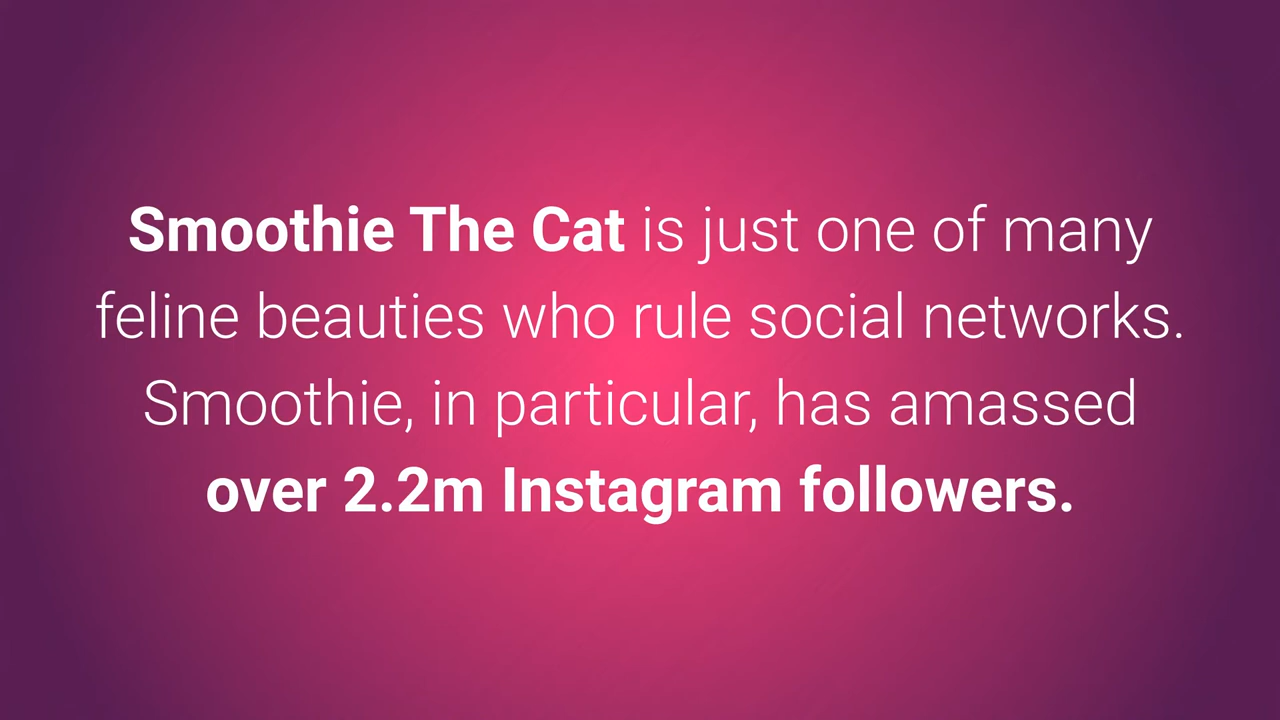 Smoothie The Cat is just one of many
feline beauties who rule social networks.
Smoothie, in particular, has amassed
over 2.2m Instagram followers.